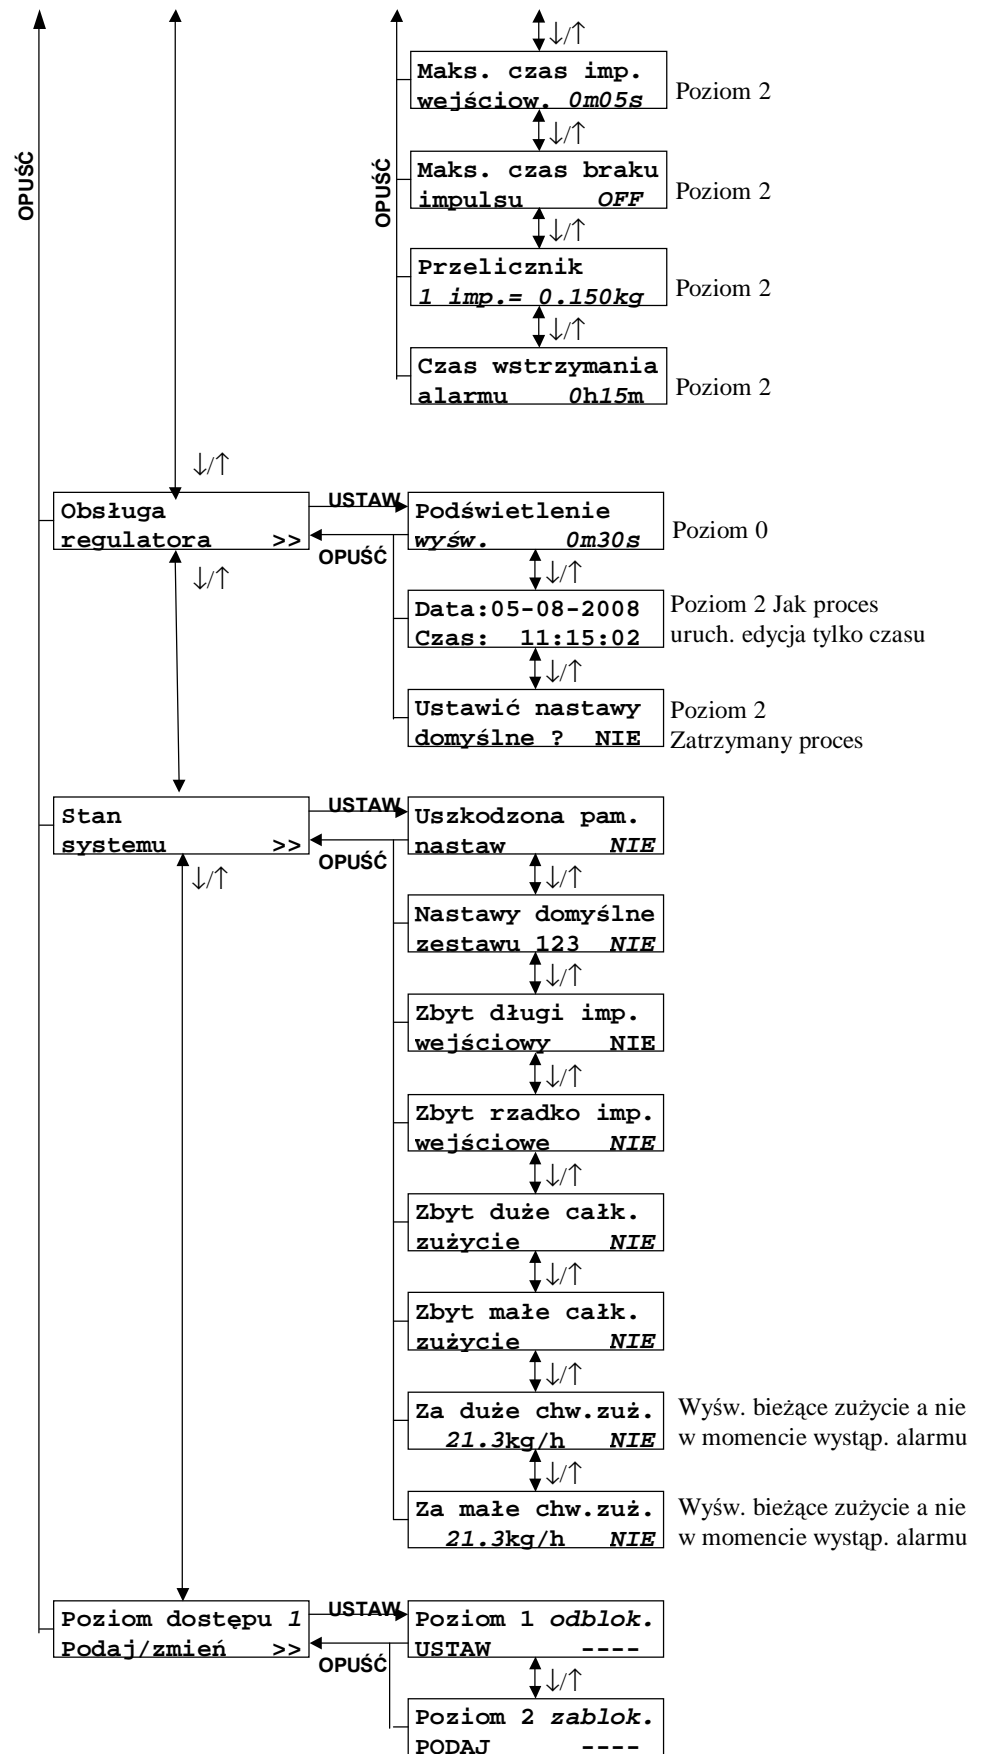 ↓/↑
Maks. czas imp.
wejściow. 0m05s
Poziom 2
↓/↑
OPUŚĆ
OPUŚĆ
Maks. czas braku
impulsu OFF
Poziom 2
↓/↑
Przelicznik
1 imp.= 0.150kg
Poziom 2
↓/↑
Czas wstrzymania
alarmu 0h15m
Poziom 2
↓/↑
Obsługa
regulatora >>
USTAW
OPUŚĆ
Podświetlenie
wyśw. 0m30s
Poziom 0
↓/↑
↓/↑
Data:05-08-2008
Czas: 11:15:02
Poziom 2 Jak proces
uruch. edycja tylko czasu
↓/↑
Ustawić nastawy
domyślne ? NIE
Poziom 2
Zatrzymany proces
Stan
systemu >>
USTAW
OPUŚĆ
Uszkodzona pam.
nastaw NIE
↓/↑
↓/↑
Nastawy domyślne
zestawu 123 NIE
↓/↑
Zbyt długi imp.
wejściowy NIE
↓/↑
Zbyt rzadko imp.
wejściowe NIE
↓/↑
Zbyt duże całk.
zużycie NIE
↓/↑
Zbyt małe całk.
zużycie NIE
↓/↑
Za duże chw.zuż.
21.3kg/h NIE
Wyśw. bieżące zużycie a nie
w momencie wystąp. alarmu
↓/↑
Za małe chw.zuż.
21.3kg/h NIE
Wyśw. bieżące zużycie a nie
w momencie wystąp. alarmu
Poziom dostępu 1
Podaj/zmień >>
USTAW
OPUŚĆ
Poziom 1 odblok.
USTAW ----
↓/↑
Poziom 2 zablok.
PODAJ ----